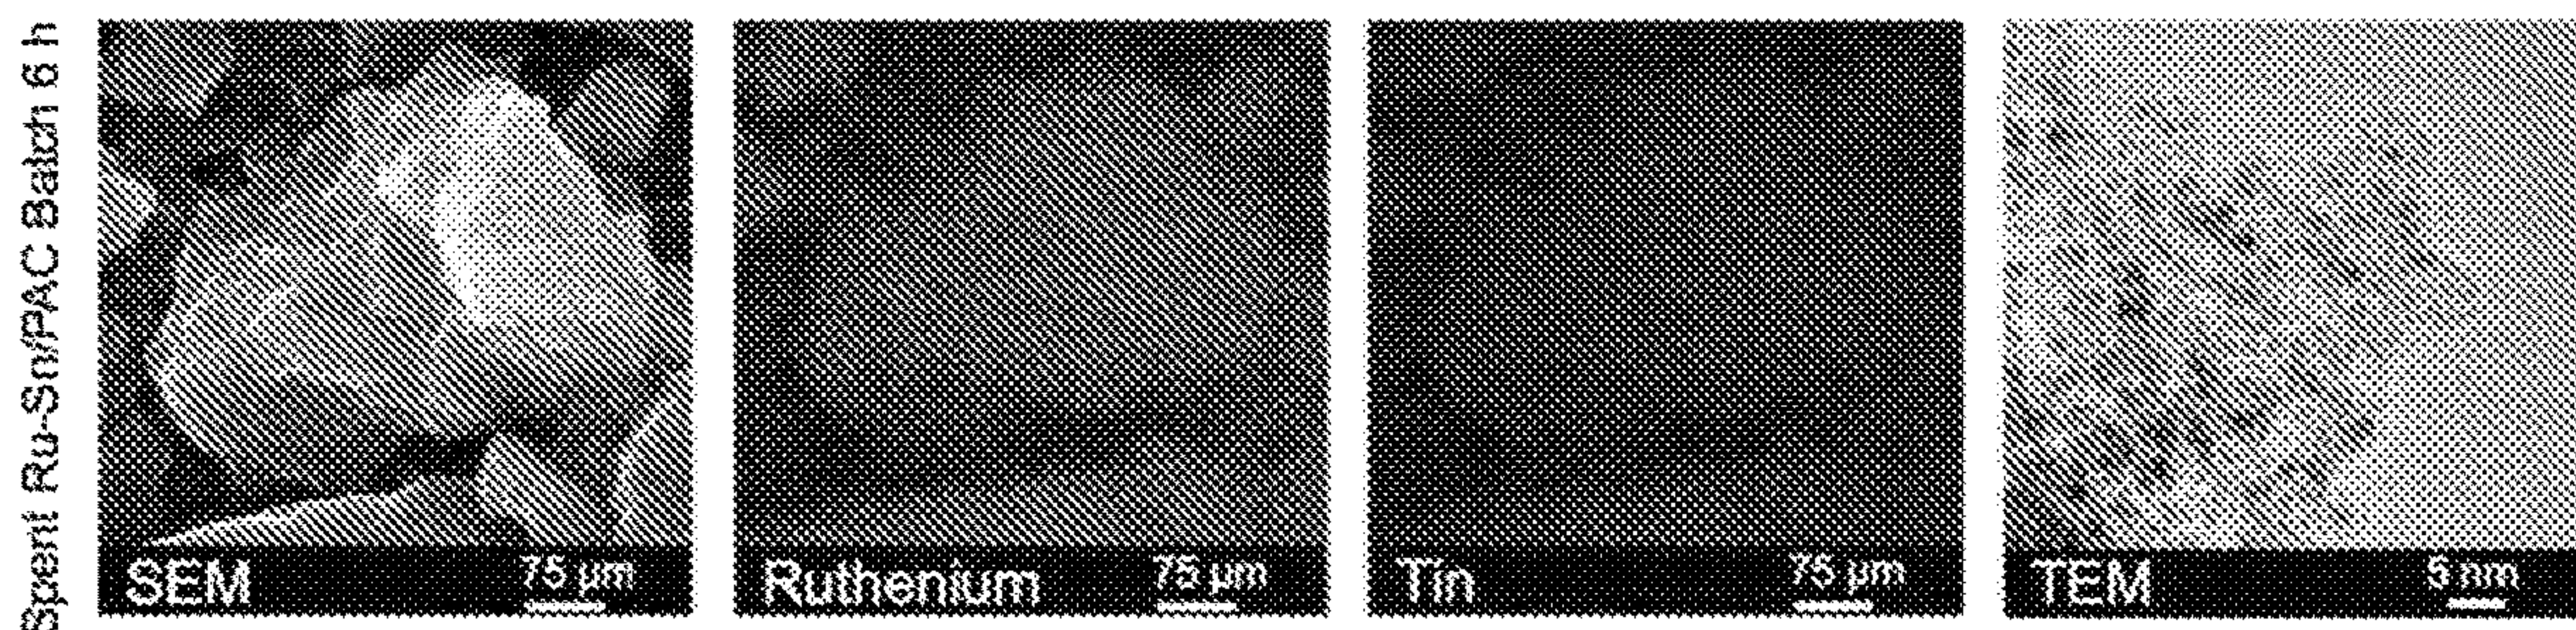 Spent Ru-Sn/PAC Batch 6 h
SEM 75 µm
Ruthenium 75 µm
Tin 75 µm
TEM 5 nm